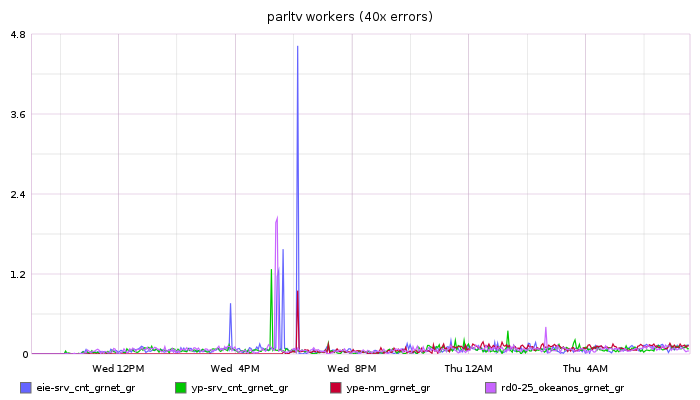 parltv workers (40x errors)
4.8
3.6
2.4
1.2
0
Wed 12PM Wed 4PM Wed 8PM Thu 12AM Thu 4AM
eie-srv_cnt_grnet_gr yp-srv_cnt_grnet_gr ype-nm_grnet_gr rd0-25_okeanos_grnet_gr